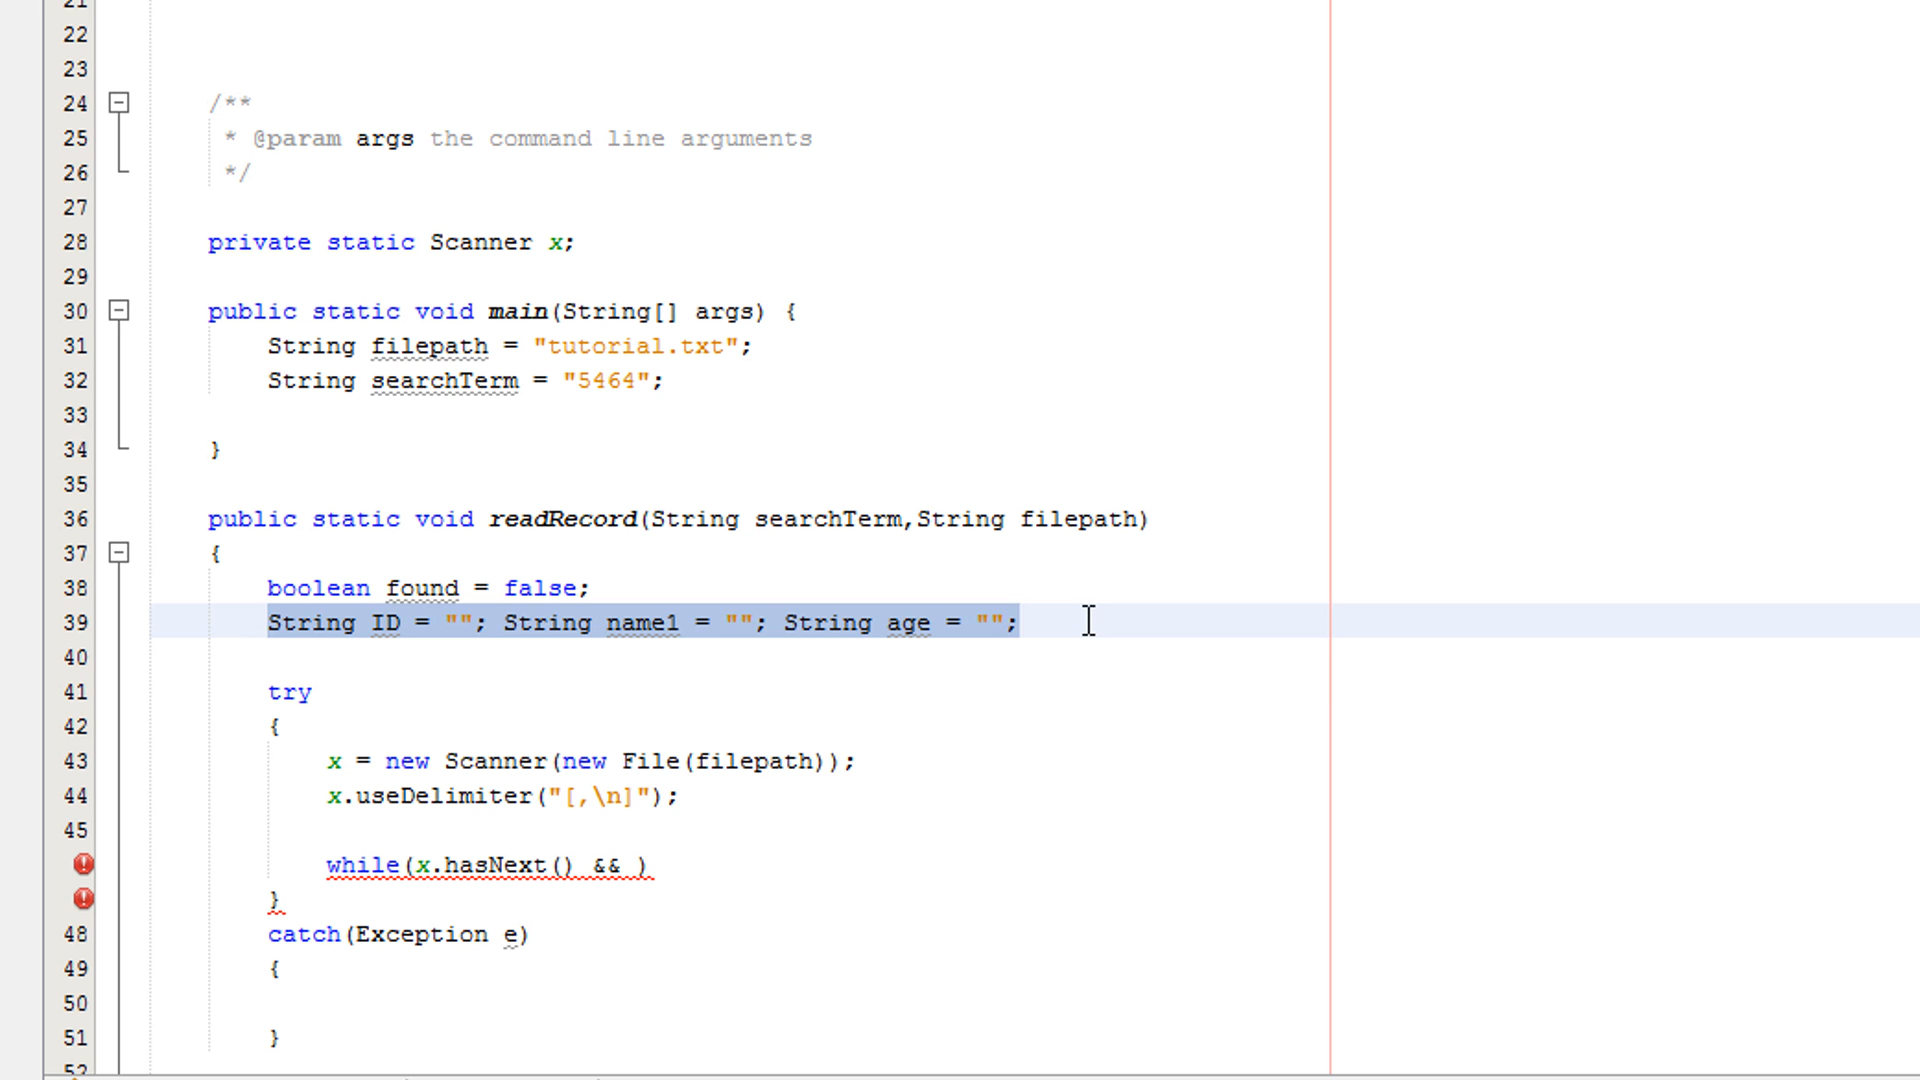 21
22
23
24 /**
25 * @param args the command line arguments
26 */
27
28 private static Scanner x;
29
30 public static void main(String[] args) {
31 String filepath = "tutorial.txt";
32 String searchTerm = "5464";
33
34 }
35
36 public static void readRecord(String searchTerm,String filepath)
37 {
38 boolean found = false;
39 String ID = ""; String name1 = ""; String age = "";
40
41 try
42 {
43 x = new Scanner(new File(filepath));
44 x.useDelimiter("[,\n]");
45
while(x.hasNext() && )
}
48 catch(Exception e)
49 {
50
51 }
52